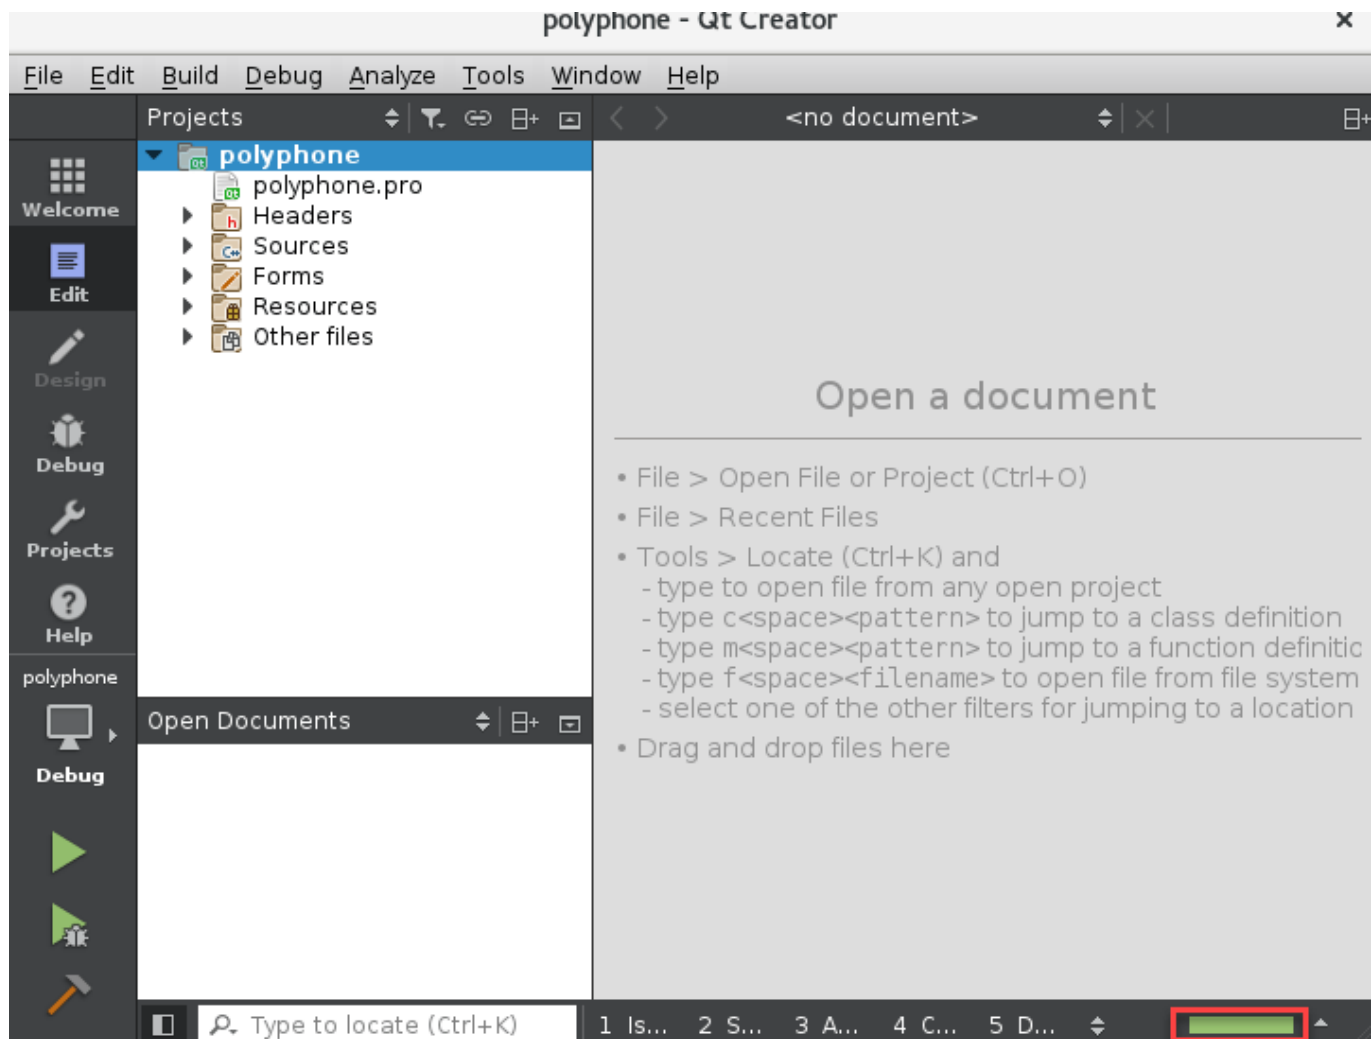 polyphone - Qt Creator
File Edit Build Debug Analyze Tools Window Help
Projects
<no document>
Welcome
Edit
Design
Debug
Projects
Help
polyphone
Debug
polyphone
polyphone.pro
Headers
Sources
Forms
Resources
Other files
Open Documents
Open a document
• File > Open File or Project (Ctrl+O)
• File > Recent Files
• Tools > Locate (Ctrl+K) and
- type to open file from any open project
- type c<space><pattern> to jump to a class definition
- type m<space><pattern> to jump to a function definitic
- type f<space><filename> to open file from file system
- select one of the other filters for jumping to a location
• Drag and drop files here
Type to locate (Ctrl+K)
1 Is... 2 S... 3 A... 4 C... 5 D...